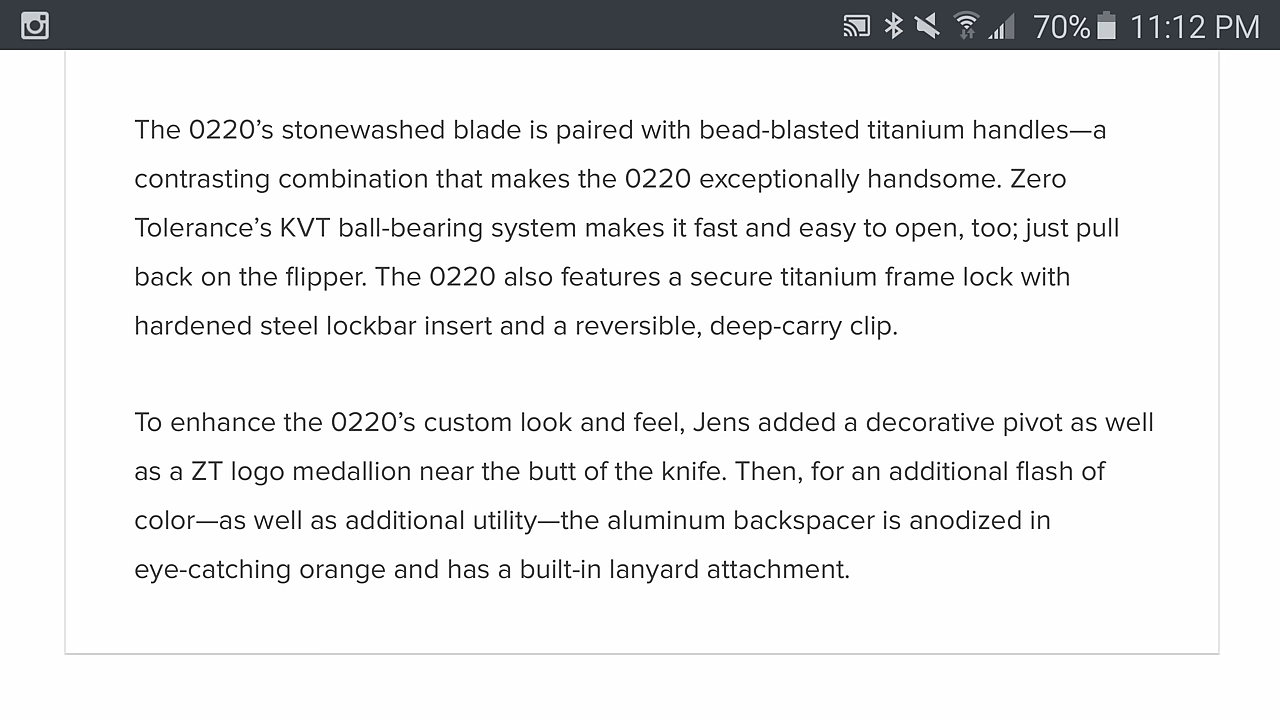 70% 11:12 PM
The 0220’s stonewashed blade is paired with bead-blasted titanium handles—a
contrasting combination that makes the 0220 exceptionally handsome. Zero
Tolerance’s KVT ball-bearing system makes it fast and easy to open, too; just pull
back on the flipper. The 0220 also features a secure titanium frame lock with
hardened steel lockbar insert and a reversible, deep-carry clip.
To enhance the 0220’s custom look and feel, Jens added a decorative pivot as well
as a ZT logo medallion near the butt of the knife. Then, for an additional flash of
color—as well as additional utility—the aluminum backspacer is anodized in
eye-catching orange and has a built-in lanyard attachment.